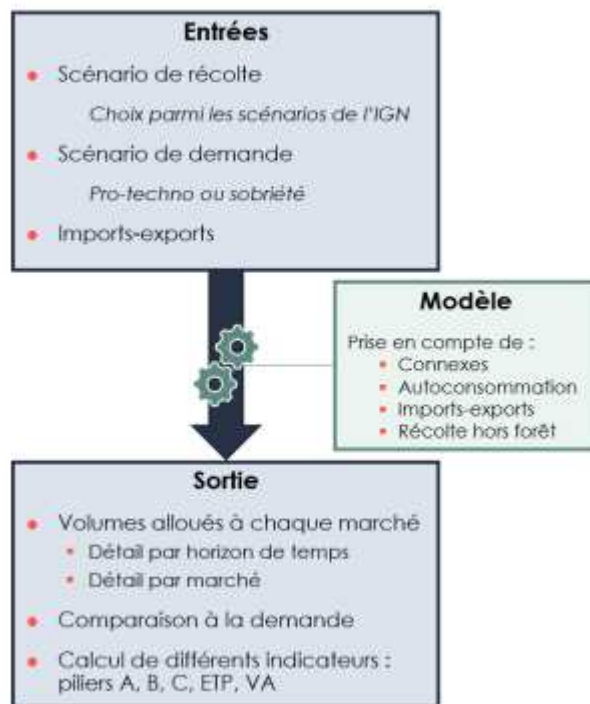 Entrées
Scénario de récolte
Choix parmi les scénarios de l'IGN
Scénario de demande
Pro-techno ou sobriété
Imports-exports
Modèle
Prise en compte de :
Connexes
Autoconsommation
Imports-exports
Récolte hors forêt
Sortie
Volumes alloués à chaque marché
Détail par horizon de temps
Détail par marché
Comparaison à la demande
Calcul de différents indicateurs :
piliers A, B, C, ETP, VA